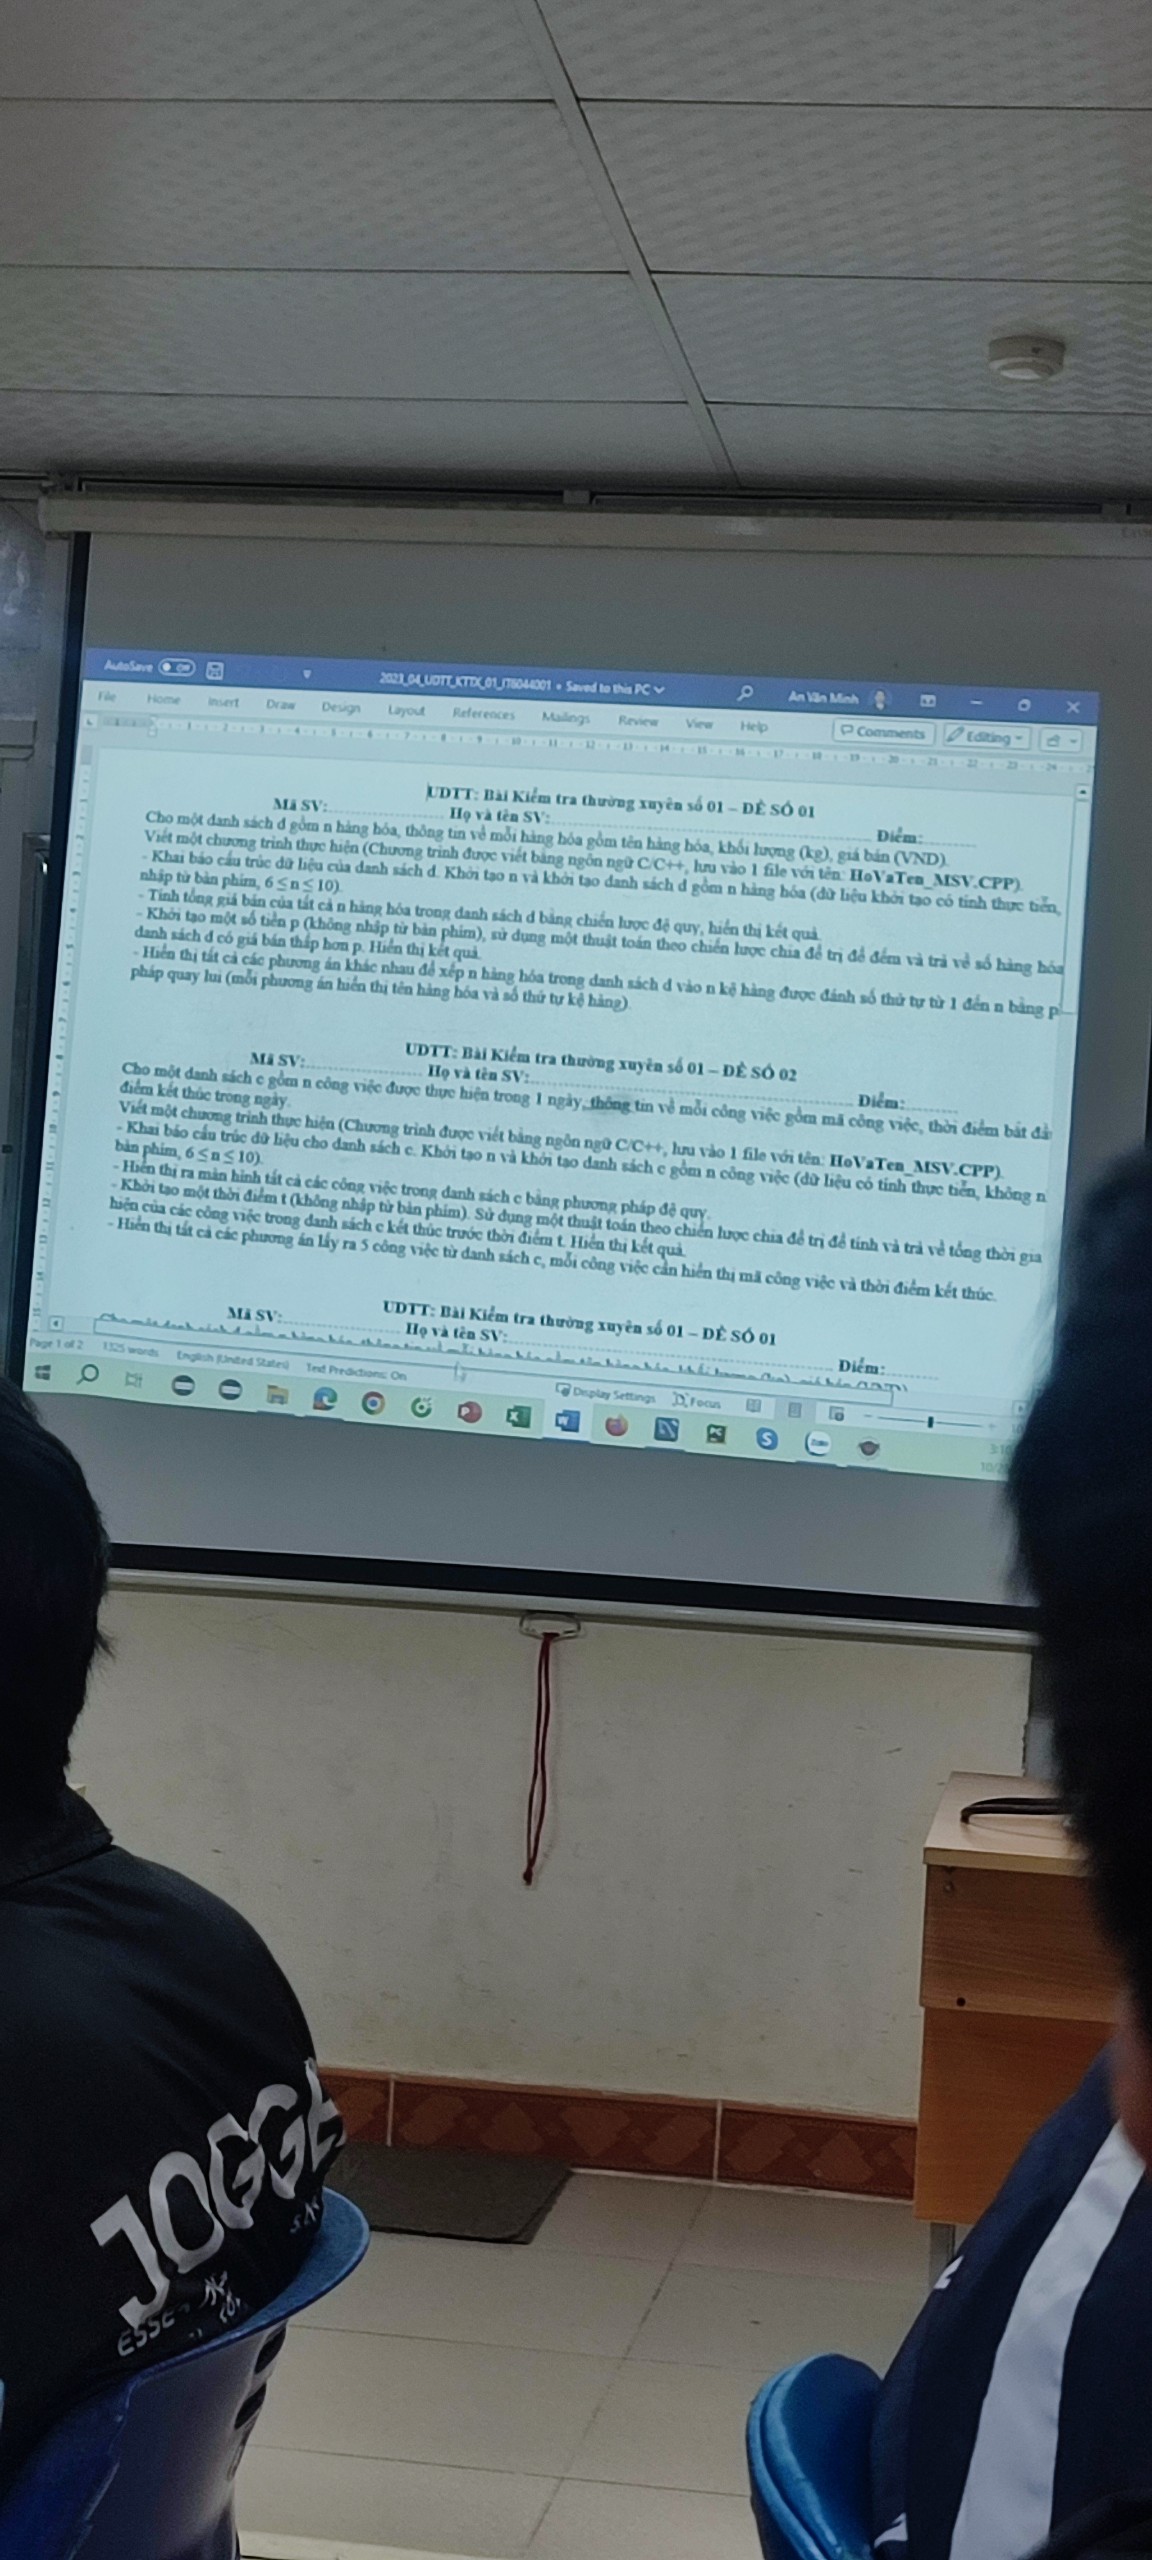 AutoSave Off 2023_04_UDTT_KTTX_01_IT6044001 • Saved to this PC An Văn Minh
File Home Insert Draw Design Layout References Mailings Review View Help Comments Editing
UDTT: Bài Kiểm tra thường xuyên số 01 – ĐỀ SỐ 01
Mã SV:.................... Họ và tên SV:.................... Điểm:..........
Cho một danh sách d gồm n hàng hóa, thông tin về mỗi hàng hóa gồm tên hàng hóa, khối lượng (kg), giá bán (VND).
Viết một chương trình thực hiện (Chương trình được viết bằng ngôn ngữ C/C++, lưu vào 1 file với tên: HoVaTen_MSV.CPP).
- Khai báo cấu trúc dữ liệu của danh sách d. Khởi tạo n và khởi tạo danh sách d gồm n hàng hóa (dữ liệu khởi tạo có tính thực tiễn,
nhập từ bàn phím, 6 ≤ n ≤ 10).
- Tính tổng giá bán của tất cả n hàng hóa trong danh sách d bằng chiến lược đệ quy, hiển thị kết quả.
- Khởi tạo một số tiền p (không nhập từ bàn phím), sử dụng một thuật toán theo chiến lược chia để trị để đếm và trả về số hàng hóa
danh sách d có giá bán thấp hơn p. Hiển thị kết quả.
- Hiển thị tất cả các phương án khác nhau để xếp n hàng hóa trong danh sách d vào n kệ hàng được đánh số thứ tự từ 1 đến n bằng p
pháp quay lui (mỗi phương án hiển thị tên hàng hóa và số thứ tự kệ hàng).
UDTT: Bài Kiểm tra thường xuyên số 01 – ĐỀ SỐ 02
Mã SV:.................... Họ và tên SV:.................... Điểm:..........
Cho một danh sách c gồm n công việc được thực hiện trong 1 ngày, thông tin về mỗi công việc gồm mã công việc, thời điểm bắt đầ
điểm kết thúc trong ngày.
Viết một chương trình thực hiện (Chương trình được viết bằng ngôn ngữ C/C++, lưu vào 1 file với tên: HoVaTen_MSV.CPP).
- Khai báo cấu trúc dữ liệu cho danh sách c. Khởi tạo n và khởi tạo danh sách c gồm n công việc (dữ liệu có tính thực tiễn, không n
bàn phím, 6 ≤ n ≤ 10).
- Hiển thị ra màn hình tất cả các công việc trong danh sách c bằng phương pháp đệ quy.
- Khởi tạo một thời điểm t (không nhập từ bàn phím). Sử dụng một thuật toán theo chiến lược chia để trị để tính và trả về tổng thời gia
hiện của các công việc trong danh sách c kết thúc trước thời điểm t. Hiển thị kết quả.
- Hiển thị tất cả các phương án lấy ra 5 công việc từ danh sách c, mỗi công việc cần hiển thị mã công việc và thời điểm kết thúc.
UDTT: Bài Kiểm tra thường xuyên số 01 – ĐỀ SỐ 01
Mã SV:.................... Họ và tên SV:.................... Điểm:..........
Page 1 of 2 1325 words English (United States) Text Predictions: On Display Settings Focus
JOGGE
ESSE